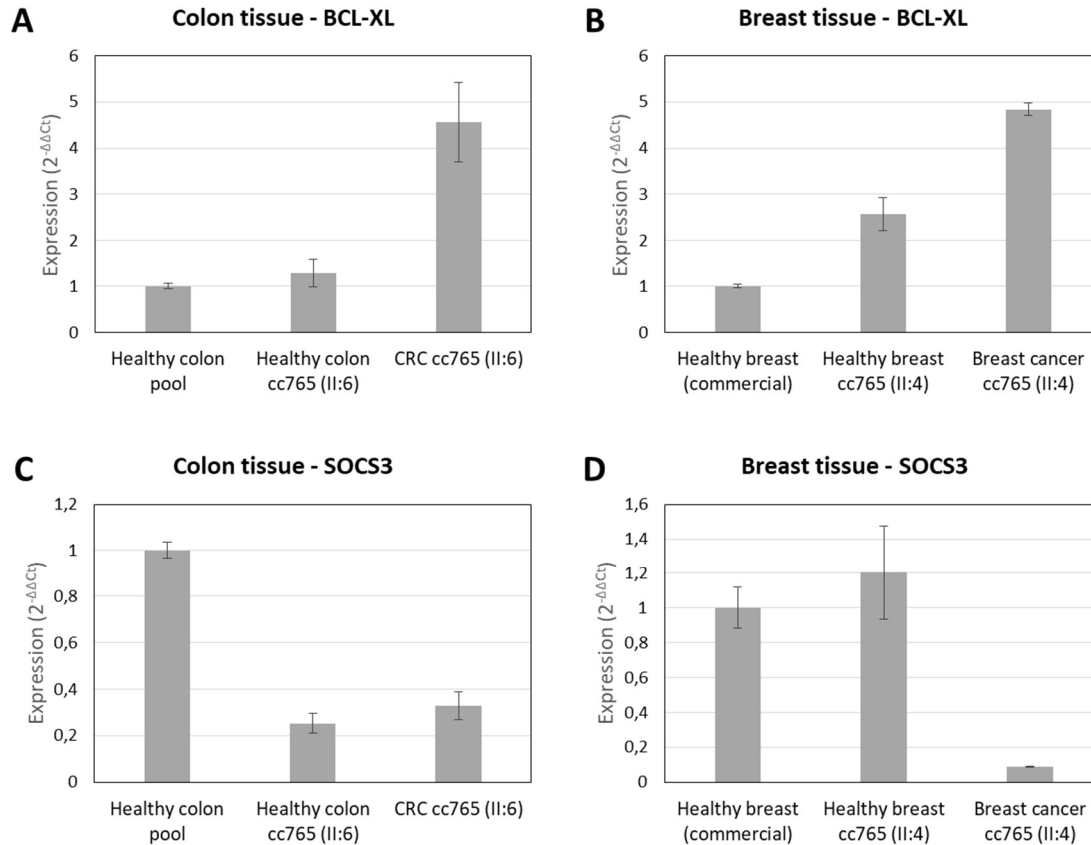 A
Colon tissue - BCL-XL
Expression (2^-ΔΔCt)
6
5
4
3
2
1
0
Healthy colon
pool
Healthy colon
cc765 (II:6)
CRC cc765 (II:6)
B
Breast tissue - BCL-XL
Expression (2^-ΔΔCt)
6
5
4
3
2
1
0
Healthy breast
(commercial)
Healthy breast
cc765 (II:4)
Breast cancer
cc765 (II:4)
C
Colon tissue - SOCS3
Expression (2^-ΔΔCt)
1,2
1
0,8
0,6
0,4
0,2
0
Healthy colon
pool
Healthy colon
cc765 (II:6)
CRC cc765 (II:6)
D
Breast tissue - SOCS3
Expression (2^-ΔΔCt)
1,6
1,4
1,2
1
0,8
0,6
0,4
0,2
0
Healthy breast
(commercial)
Healthy breast
cc765 (II:4)
Breast cancer
cc765 (II:4)